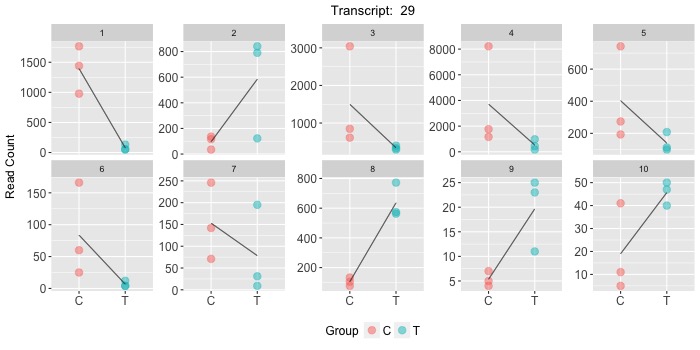 Transcript: 29
1 2 3 4 5
1500 1000 500 0
800 600 400 200 0
3000 2000 1000
8000 6000 4000 2000 0
600 400 200
Read Count
6 7 8 9 10
150 100 50 0
250 200 150 100 50 0
800 600 400 200
25 20 15 10 5
50 40 30 20 10
C T C T C T C T C T
Group C T